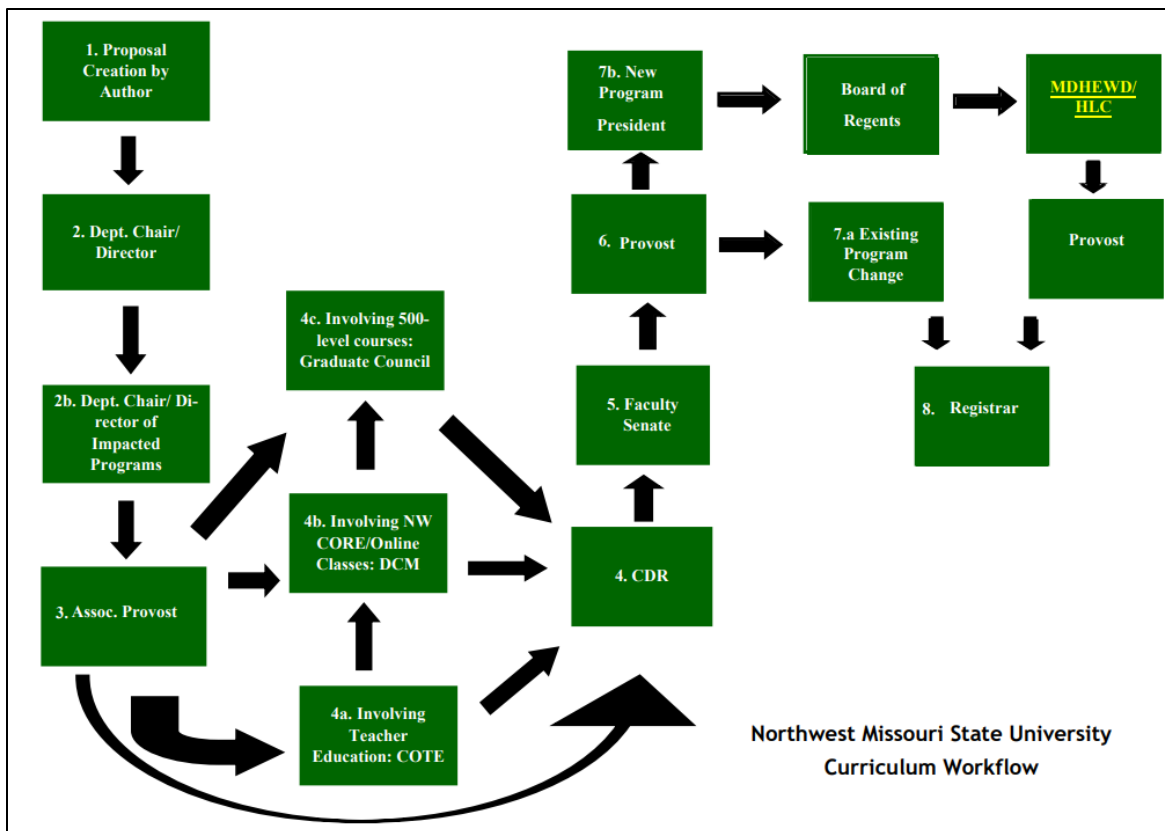 1. Proposal
Creation by
Author
2. Dept. Chair/
Director
2b. Dept. Chair/ Di-
rector of
Impacted
Programs
3. Assoc. Provost
4c. Involving 500-
level courses:
Graduate Council
4b. Involving NW
CORE/Online
Classes: DCM
4a. Involving
Teacher
Education: COTE
4. CDR
5. Faculty
Senate
6. Provost
7b. New
Program
President
Board of
Regents
MDHEWD/
HLC
Provost
7.a Existing
Program
Change
8. Registrar
Northwest Missouri State University
Curriculum Workflow